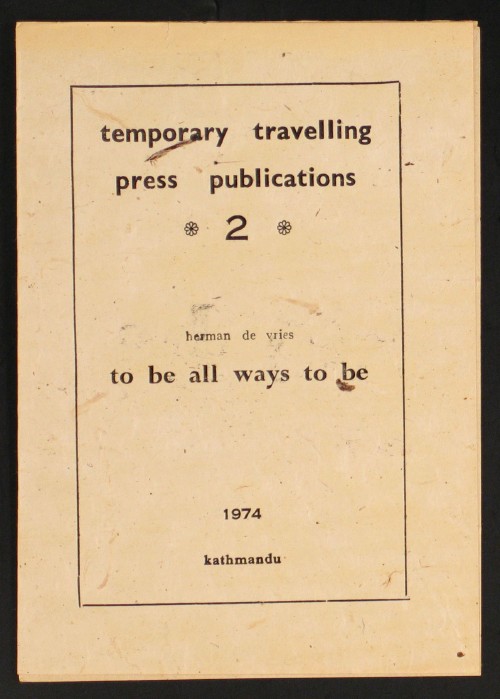 temporary travelling
press publications
❊ 2 ❊
herman de vries
to be all ways to be
1974
kathmandu